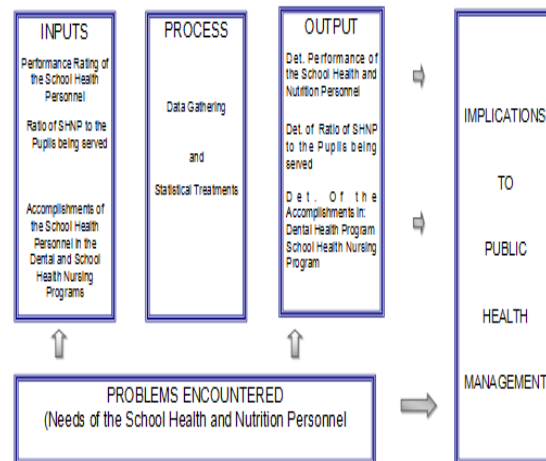 INPUTS
Performance Rating of
the School Health
Personnel
Ratio of SHNP to the
Pupils being served
Accomplishments of
the School Health
Personnel in the
Dental and School
Health Nursing
Programs
PROCESS
Data Gathering
and
Statistical Treatments
OUTPUT
Det. Performance of
the School Health and
Nutrition Personnel
Det. of Ratio of SHNP
to the Pupils being
served
Det. Of the
Accomplishments in:
Dental Health Program
School Health Nursing
Program
IMPLICATIONS
TO
PUBLIC
HEALTH
MANAGEMENT
PROBLEMS ENCOUNTERED
(Needs of the School Health and Nutrition Personnel